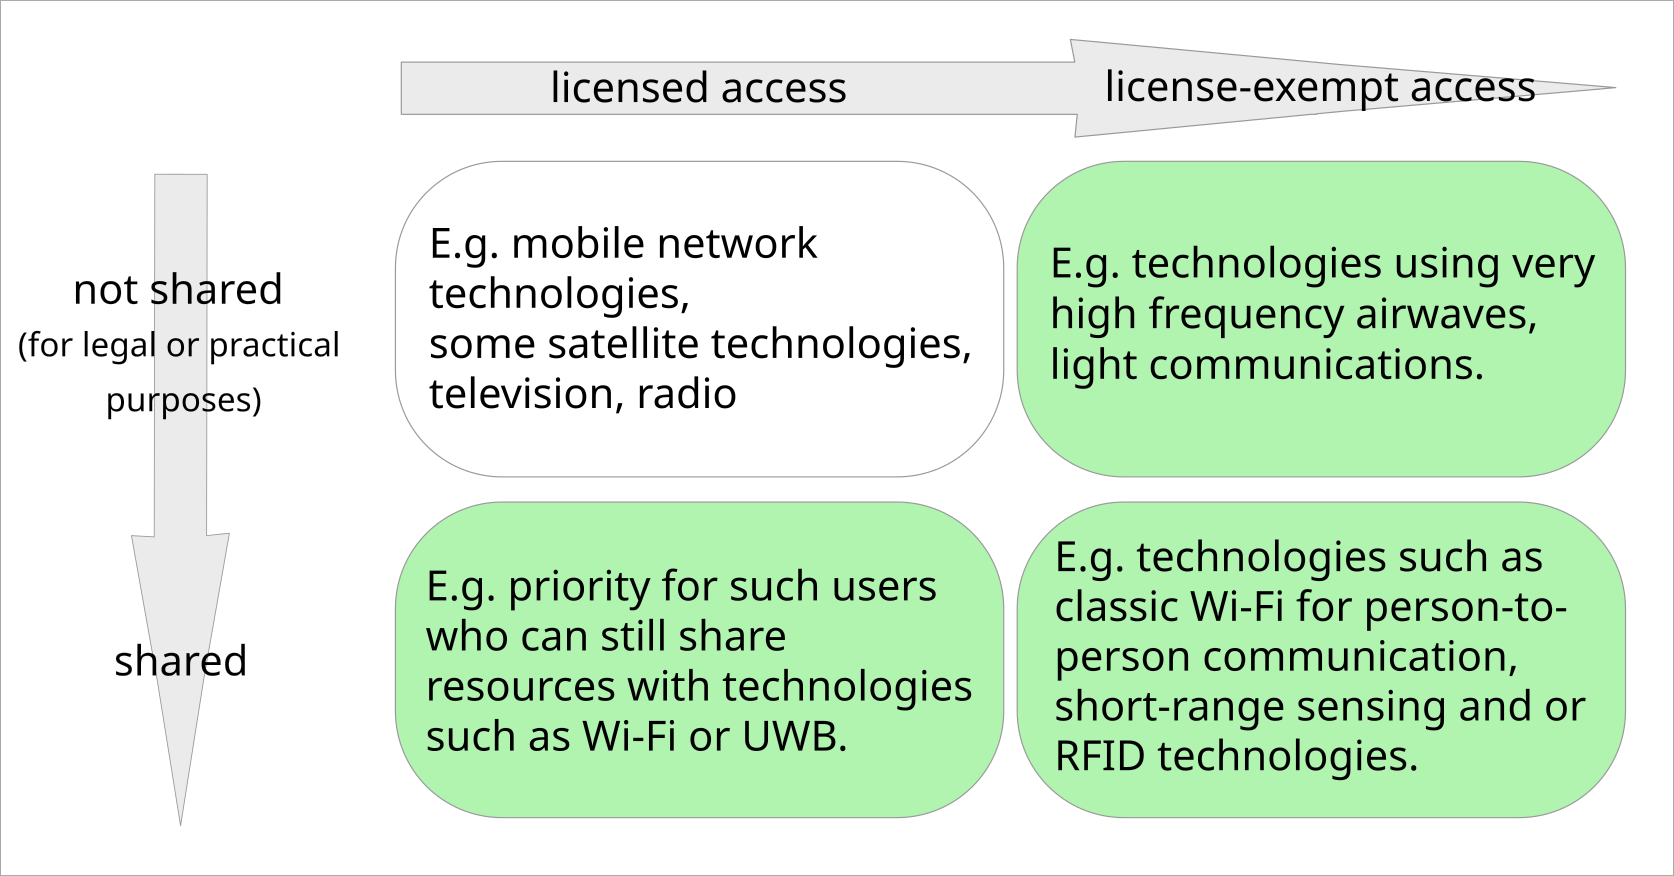 licensed access
license-exempt access
not shared
(for legal or practical
purposes)
E.g. mobile network
technologies,
some satellite technologies,
television, radio
E.g. technologies using very
high frequency airwaves,
light communications.
shared
E.g. priority for such users
who can still share
resources with technologies
such as Wi-Fi or UWB.
E.g. technologies such as
classic Wi-Fi for person-to-
person communication,
short-range sensing and or
RFID technologies.